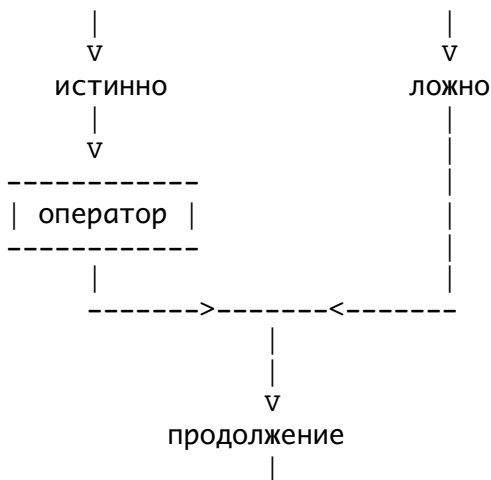 истинно ложно
оператор
продолжение